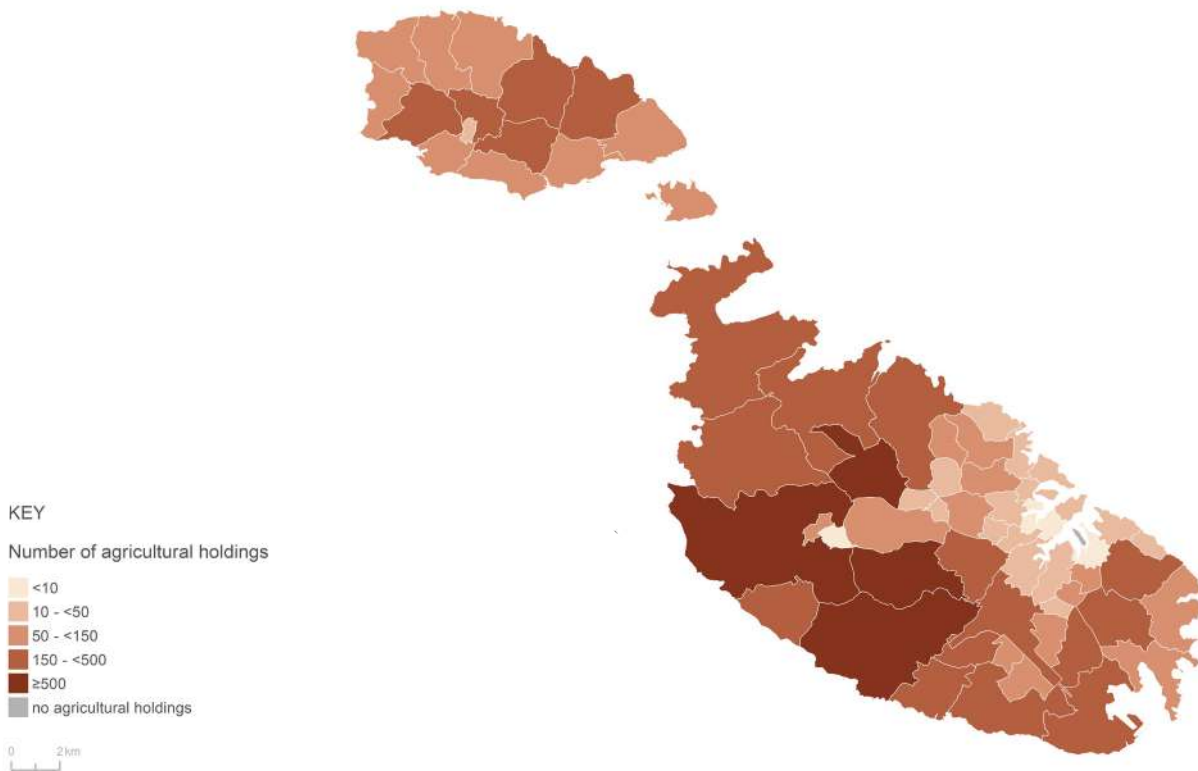 KEY
Number of agricultural holdings
<10
10 - <50
50 - <150
150 - <500
≥500
no agricultural holdings
0 2 km